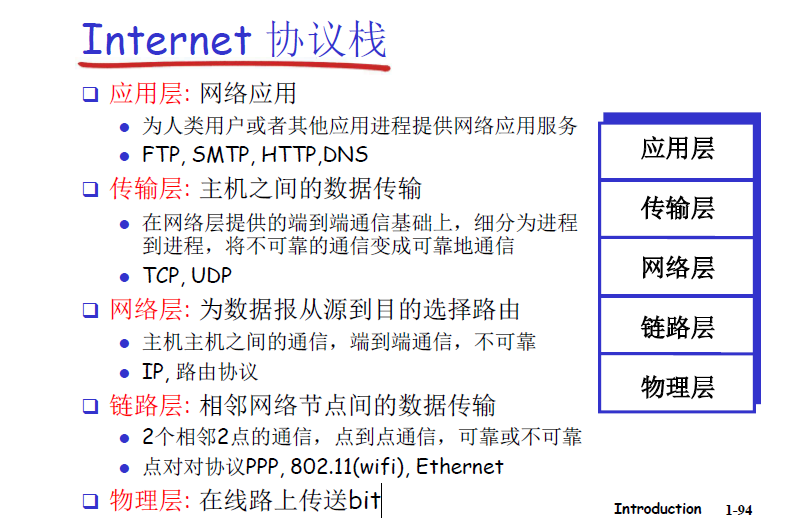 Internet 协议栈
❑ 应用层: 网络应用
● 为人类用户或者其他应用进程提供网络应用服务
● FTP, SMTP, HTTP,DNS
❑ 传输层: 主机之间的数据传输
● 在网络层提供的端到端通信基础上，细分为进程
到进程，将不可靠的通信变成可靠地通信
● TCP, UDP
❑ 网络层: 为数据报从源到目的选择路由
● 主机主机之间的通信，端到端通信，不可靠
● IP, 路由协议
❑ 链路层: 相邻网络节点间的数据传输
● 2个相邻2点的通信，点到点通信，可靠或不可靠
● 点对对协议PPP, 802.11(wifi), Ethernet
❑ 物理层: 在线路上传送bit
应用层
传输层
网络层
链路层
物理层
Introduction 1-94